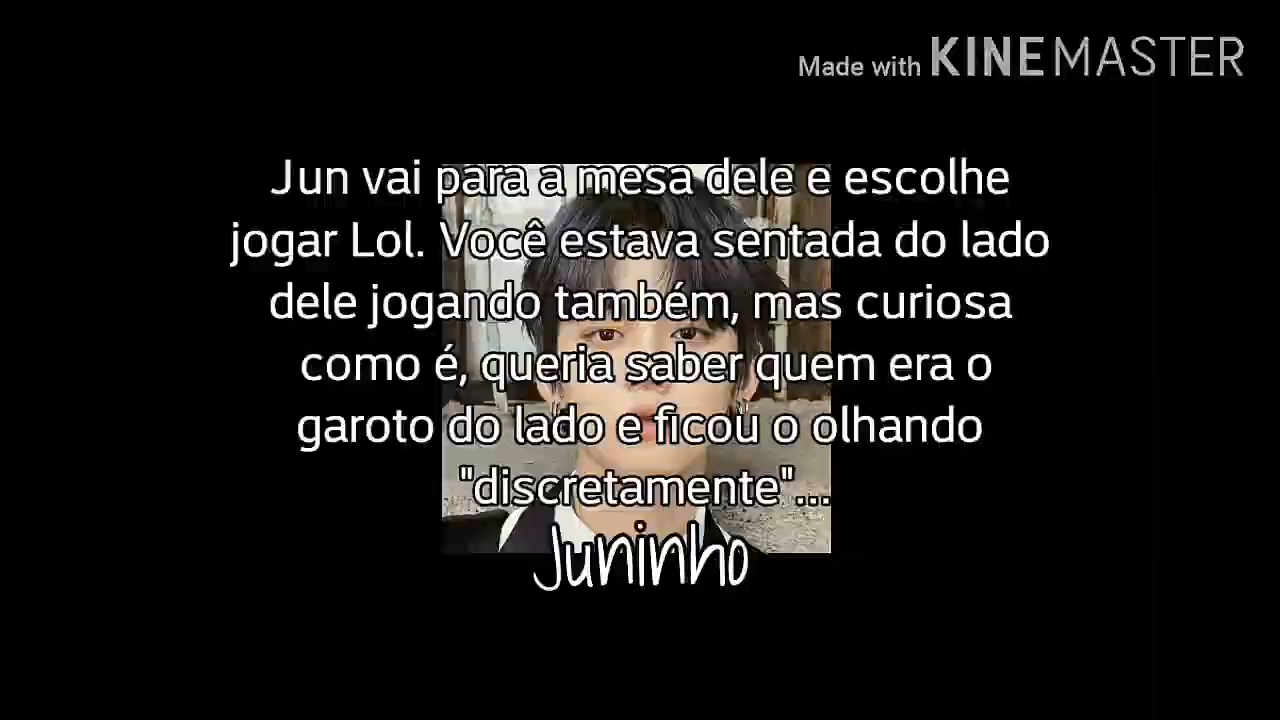 Made with KINEMASTER
Jun vai para a mesa dele e escolhe
jogar Lol. Você estava sentada do lado
dele jogando também, mas curiosa
como é, queria saber quem era o
garoto do lado e ficou o olhando
"discretamente"...
Juninho